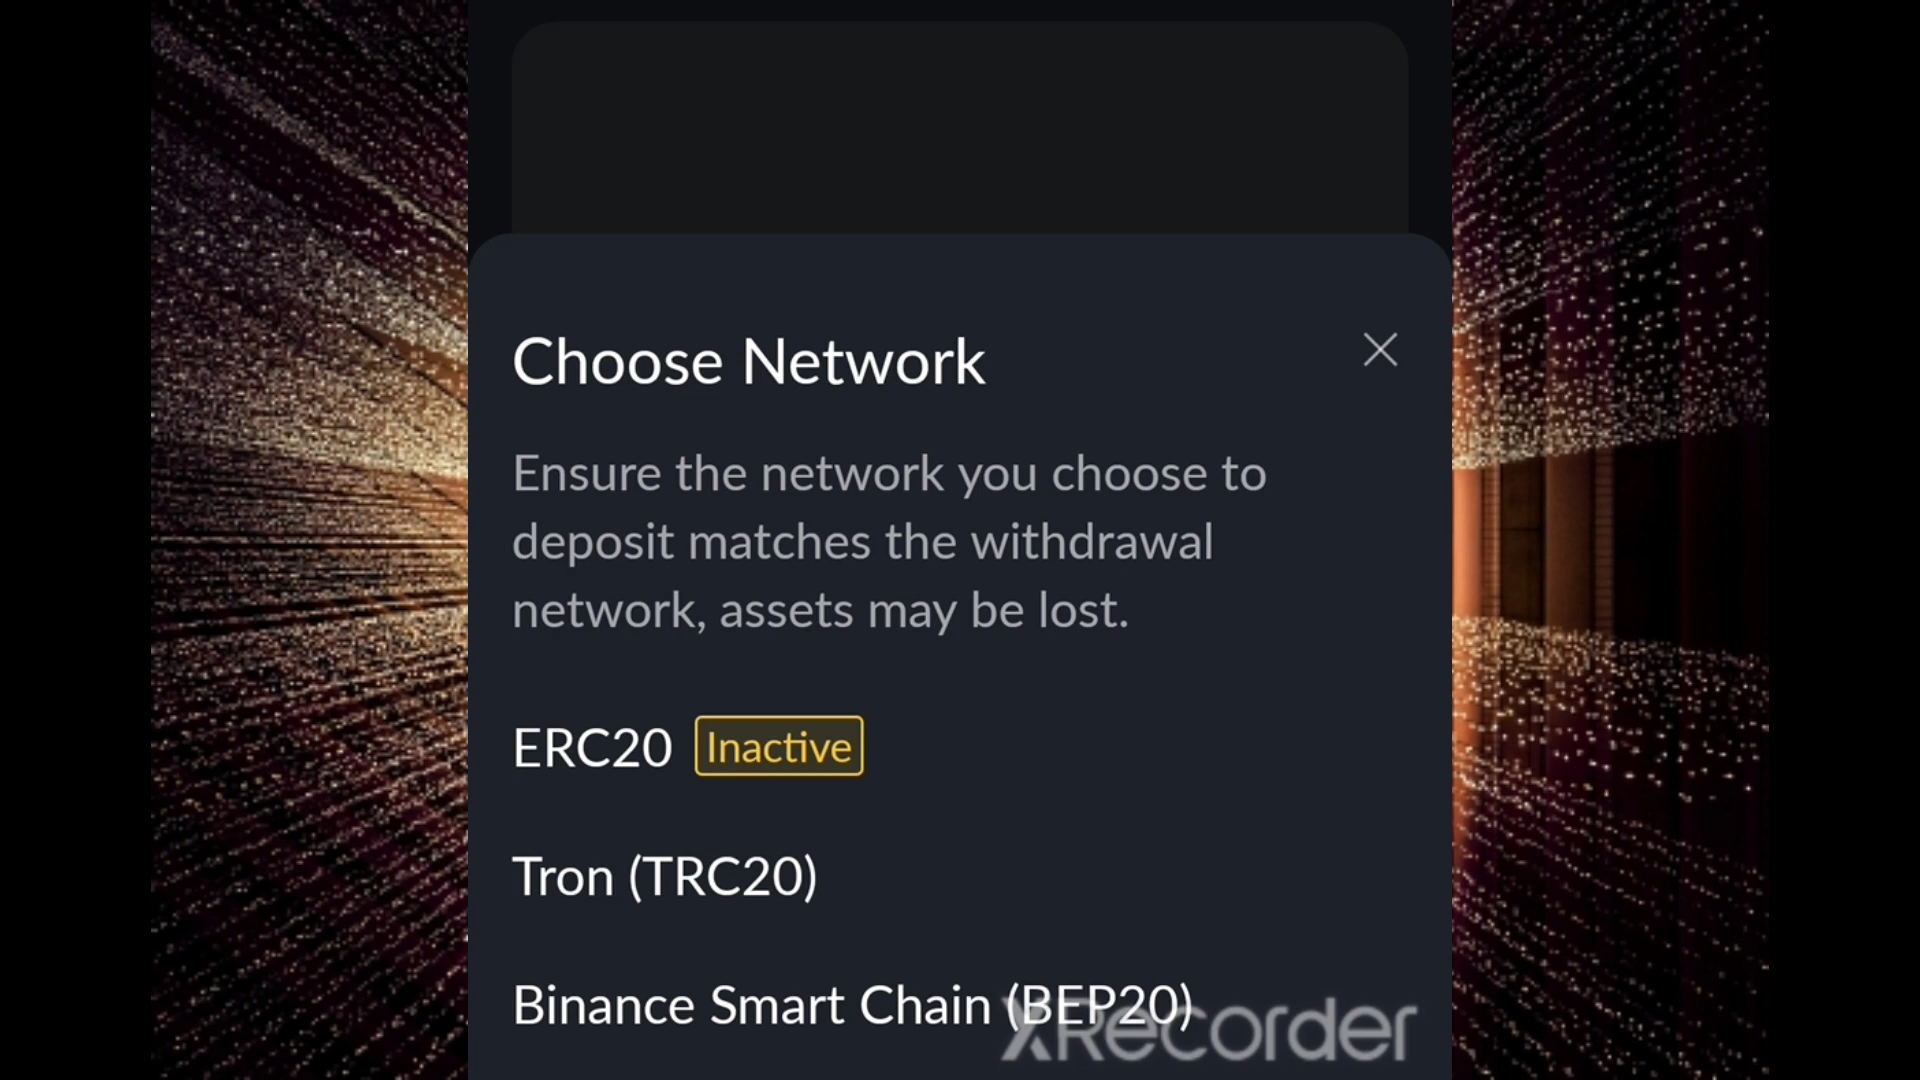 Choose Network
Ensure the network you choose to
deposit matches the withdrawal
network, assets may be lost.
ERC20 Inactive
Tron (TRC20)
Binance Smart Chain (BEP20)
XRecorder